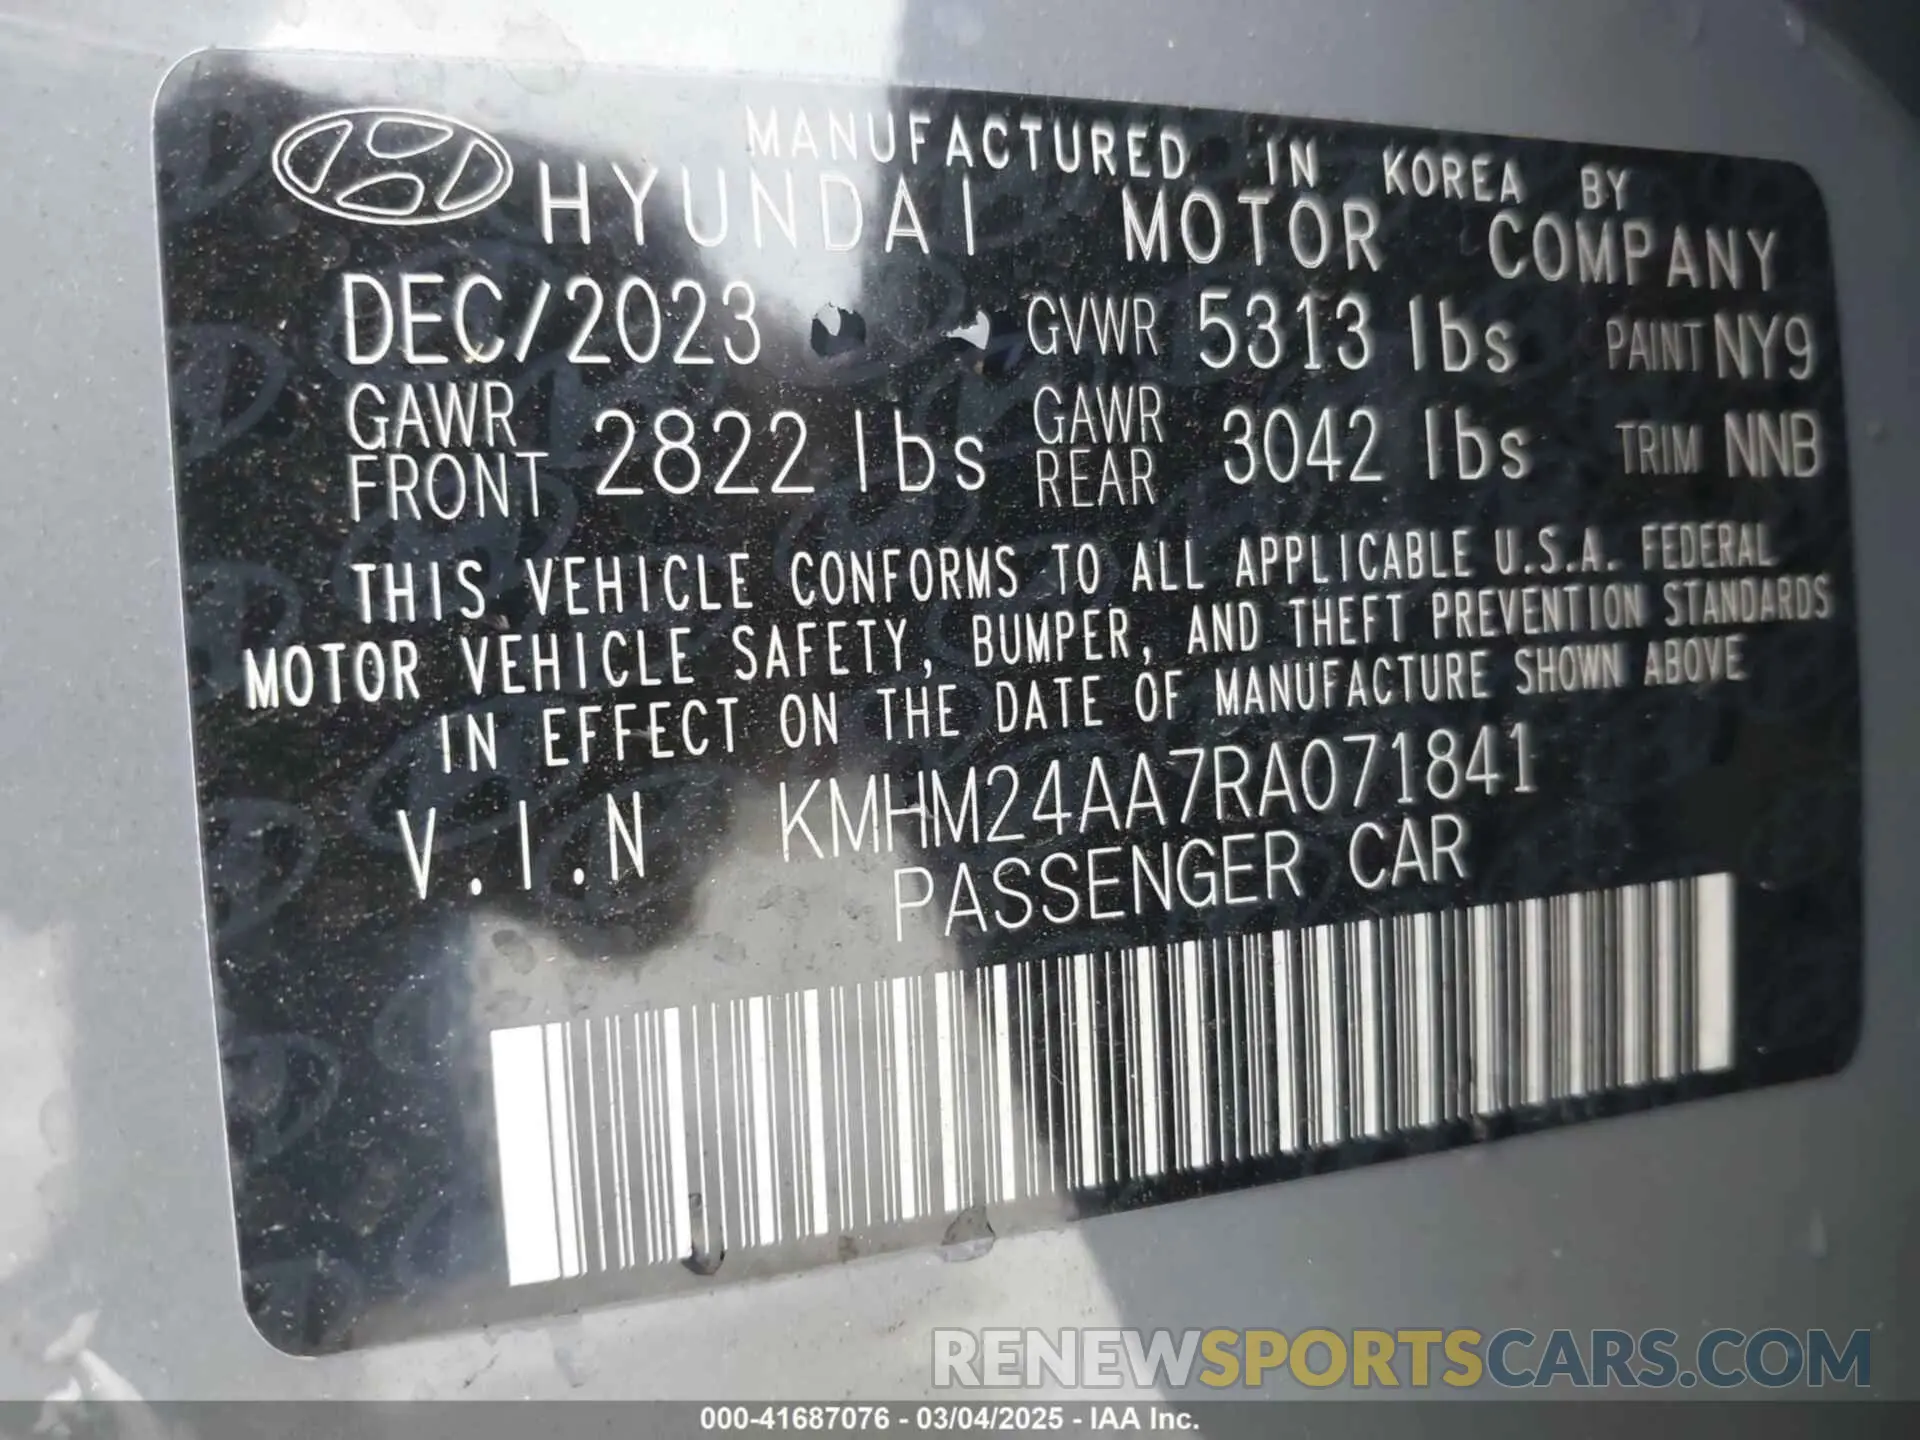 MANUFACTURED IN KOREA BY
HYUNDAI MOTOR COMPANY
DEC/2023 GVWR 5313 lbs PAINT NY9
GAWR FRONT 2822 lbs GAWR REAR 3042 lbs TRIM NNB
THIS VEHICLE CONFORMS TO ALL APPLICABLE U.S.A. FEDERAL
MOTOR VEHICLE SAFETY, BUMPER, AND THEFT PREVENTION STANDARDS
IN EFFECT ON THE DATE OF MANUFACTURE SHOWN ABOVE
V.I.N KMHM24AA7RA071841
PASSENGER CAR
RENEWSPORTSCARS.COM
000-41687076 - 03/04/2025 - IAA Inc.